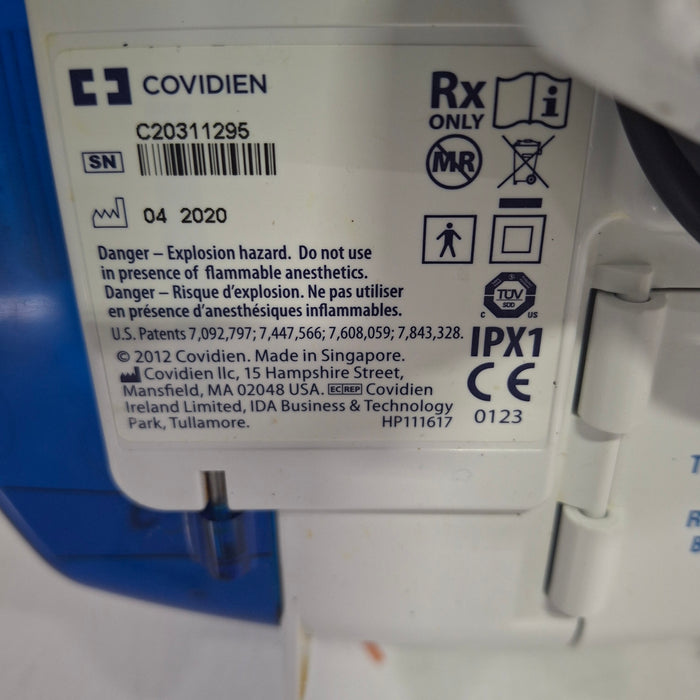 COVIDIEN
C20311295
SN
04 2020
Danger – Explosion hazard. Do not use
in presence of flammable anesthetics.
Danger – Risque d'explosion. Ne pas utiliser
en présence d'anesthésiques inflammables.
U.S. Patents 7,092,797; 7,447,566; 7,608,059; 7,843,328.
© 2012 Covidien. Made in Singapore.
Covidien llc, 15 Hampshire Street,
Mansfield, MA 02048 USA. EC REP Covidien
Ireland Limited, IDA Business & Technology
Park, Tullamore. HP111617
Rx
ONLY
i
MR
TÜV
SÜD
C US
IPX1
CE
0123
T
R